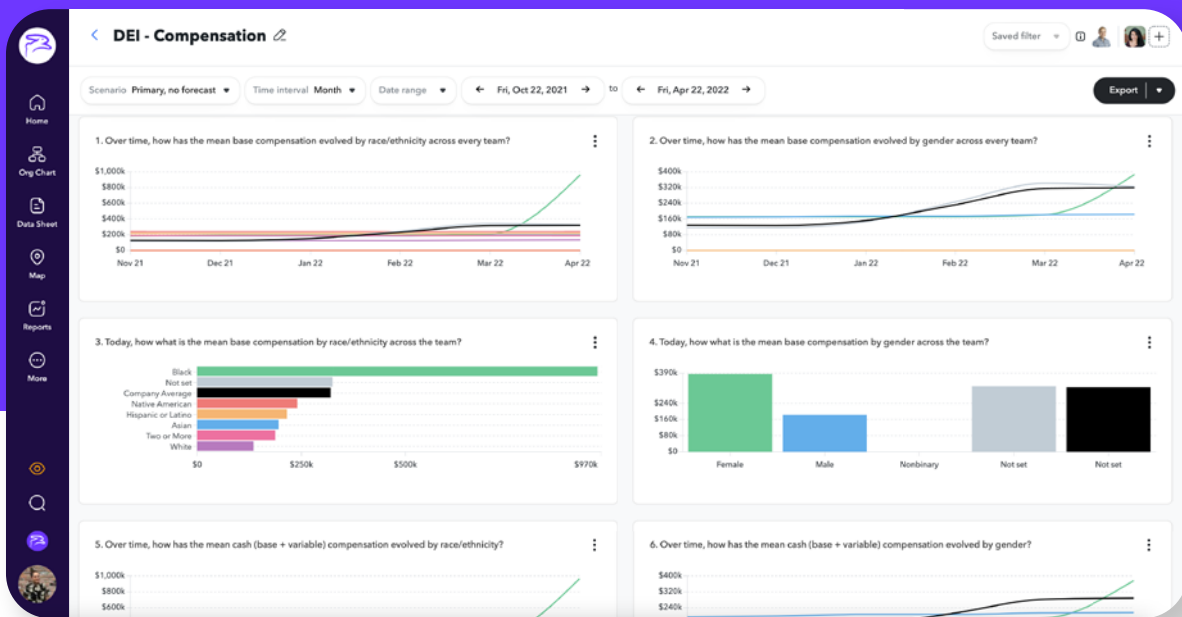 DEI - Compensation
Saved filter
Scenario Primary, no forecast
Time interval Month
Date range
Fri, Oct 22, 2021
to
Fri, Apr 22, 2022
Export
Home
Org Chart
Data Sheet
Map
Reports
More
1. Over time, how has the mean base compensation evolved by race/ethnicity across every team?
$1,000k
$800k
$600k
$400k
$200k
$0
Nov 21 Dec 21 Jan 22 Feb 22 Mar 22 Apr 22
2. Over time, how has the mean base compensation evolved by gender across every team?
$400k
$320k
$240k
$160k
$80k
$0
Nov 21 Dec 21 Jan 22 Feb 22 Mar 22 Apr 22
3. Today, how what is the mean base compensation by race/ethnicity across the team?
Black
Not set
Company Average
Native American
Hispanic or Latino
Asian
Two or More
White
$0 $250k $500k $970k
4. Today, how what is the mean base compensation by gender across the team?
$390k
$240k
$160k
$80k
$0
Female Male Nonbinary Not set Not set
5. Over time, how has the mean cash (base + variable) compensation evolved by race/ethnicity?
$1,000k
$800k
$600k
6. Over time, how has the mean cash (base + variable) compensation evolved by gender?
$400k
$320k
$240k